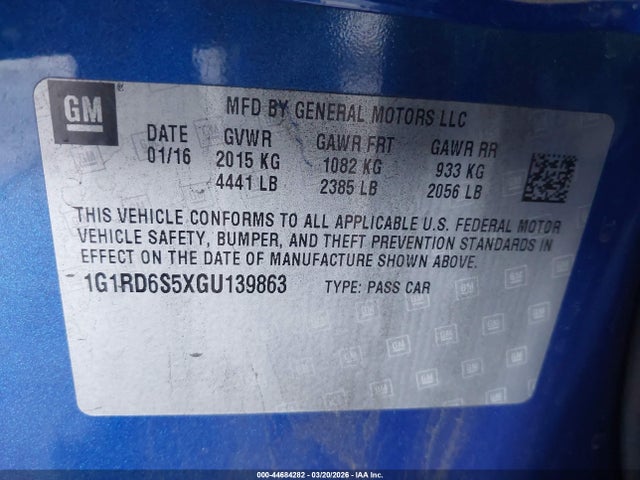 GM
MFD BY GENERAL MOTORS LLC
DATE GVWR GAWR FRT GAWR RR
01/16 2015 KG 1082 KG 933 KG
4441 LB 2385 LB 2056 LB
THIS VEHICLE CONFORMS TO ALL APPLICABLE U.S. FEDERAL MOTOR
VEHICLE SAFETY, BUMPER, AND THEFT PREVENTION STANDARDS IN
EFFECT ON THE DATE OF MANUFACTURE SHOWN ABOVE.
1G1RD6S5XGU139863 TYPE: PASS CAR
000-44684282 - 03/20/2026 - IAA Inc.